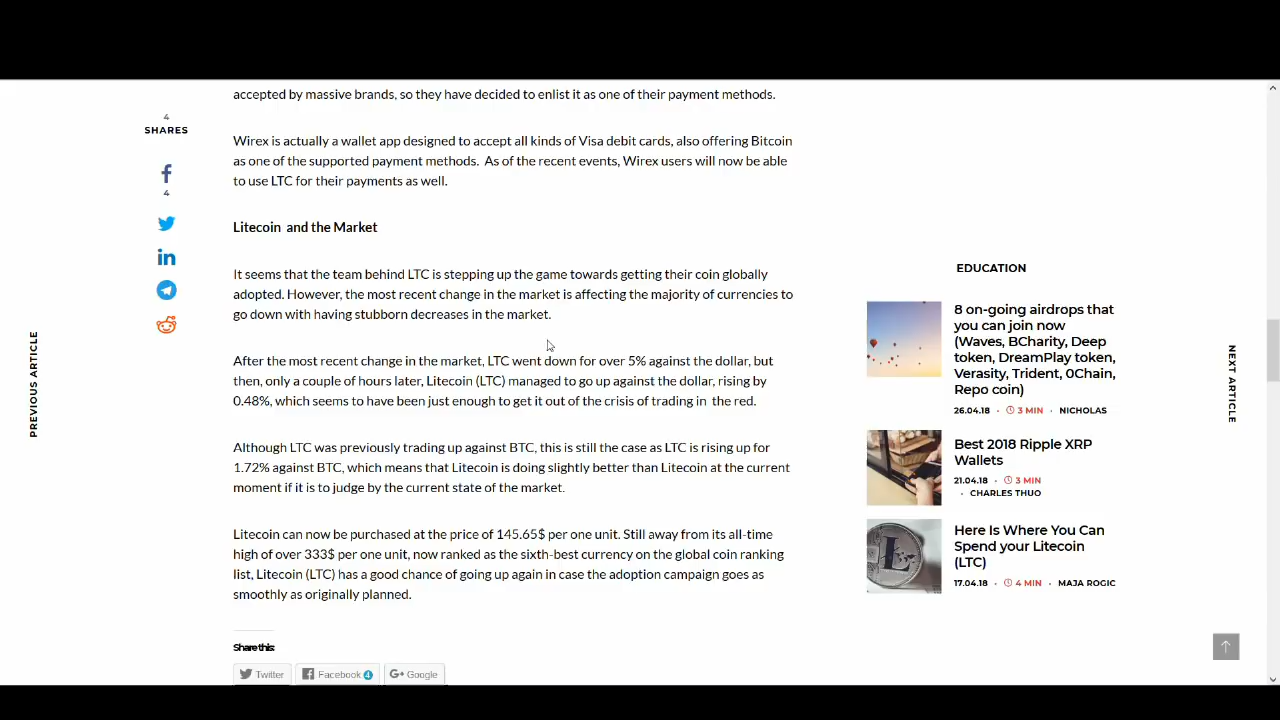 accepted by massive brands, so they have decided to enlist it as one of their payment methods.
4
SHARES
Wirex is actually a wallet app designed to accept all kinds of Visa debit cards, also offering Bitcoin
as one of the supported payment methods.  As of the recent events, Wirex users will now be able
to use LTC for their payments as well.
4
Litecoin  and the Market
It seems that the team behind LTC is stepping up the game towards getting their coin globally
adopted. However, the most recent change in the market is affecting the majority of currencies to
go down with having stubborn decreases in the market.
After the most recent change in the market, LTC went down for over 5% against the dollar, but
then, only a couple of hours later, Litecoin (LTC) managed to go up against the dollar, rising by
0.48%, which seems to have been just enough to get it out of the crisis of trading in  the red.
Although LTC was previously trading up against BTC, this is still the case as LTC is rising up for
1.72% against BTC, which means that Litecoin is doing slightly better than Litecoin at the current
moment if it is to judge by the current state of the market.
Litecoin can now be purchased at the price of 145.65$ per one unit. Still away from its all-time
high of over 333$ per one unit, now ranked as the sixth-best currency on the global coin ranking
list, Litecoin (LTC) has a good chance of going up again in case the adoption campaign goes as
smoothly as originally planned.
Share this:
Twitter
Facebook 4
G+ Google
PREVIOUS ARTICLE
EDUCATION
8 on-going airdrops that
you can join now
(Waves, BCharity, Deep
token, DreamPlay token,
Verasity, Trident, 0Chain,
Repo coin)
26.04.18 • 3 MIN • NICHOLAS
Best 2018 Ripple XRP
Wallets
21.04.18 • 3 MIN
• CHARLES THUO
Here Is Where You Can
Spend your Litecoin
(LTC)
17.04.18 • 4 MIN • MAJA ROGIC
NEXT ARTICLE